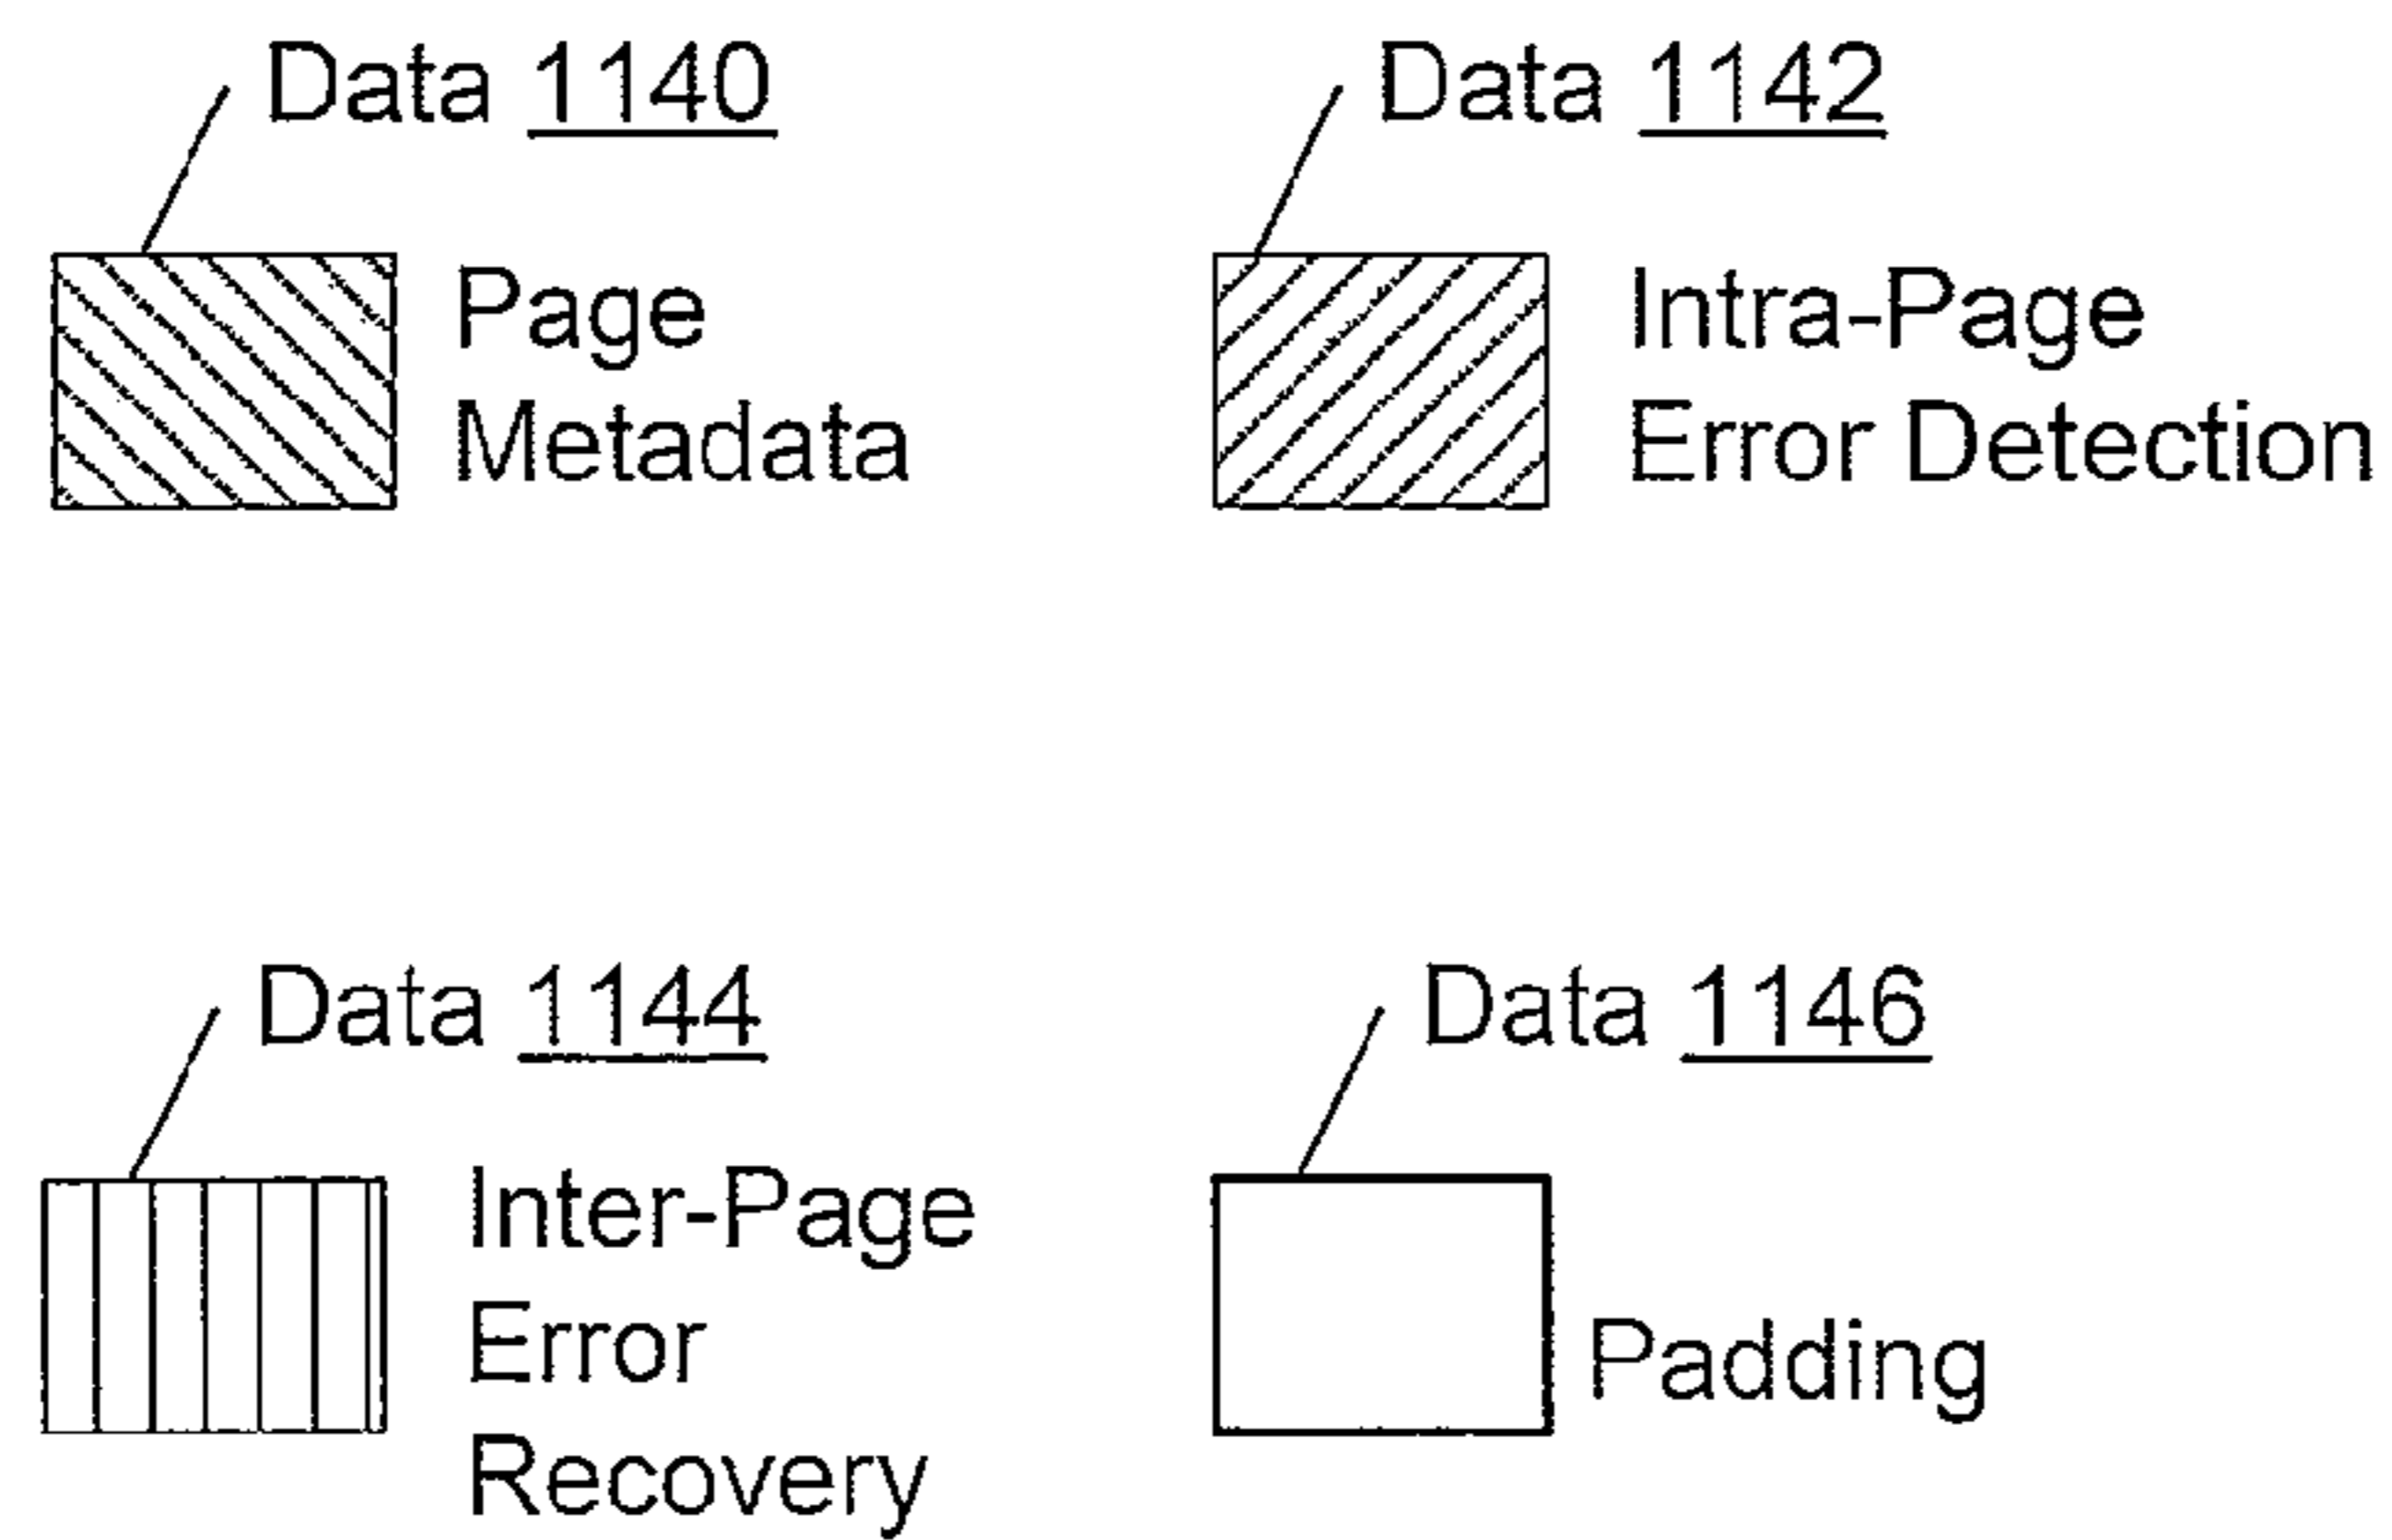 Data 1140
Page
Metadata
Data 1142
Intra-Page
Error Detection
Data 1144
Inter-Page
Error
Recovery
Data 1146
Padding